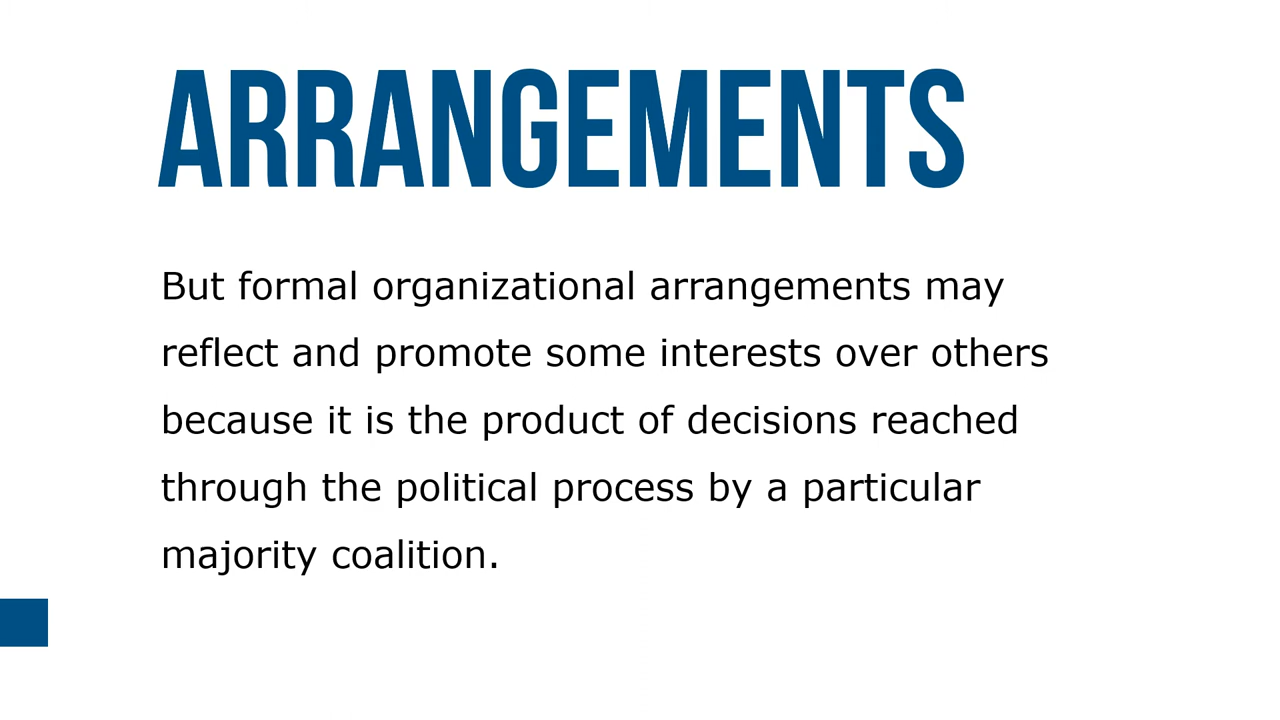 ARRANGEMENTS
But formal organizational arrangements may
reflect and promote some interests over others
because it is the product of decisions reached
through the political process by a particular
majority coalition.